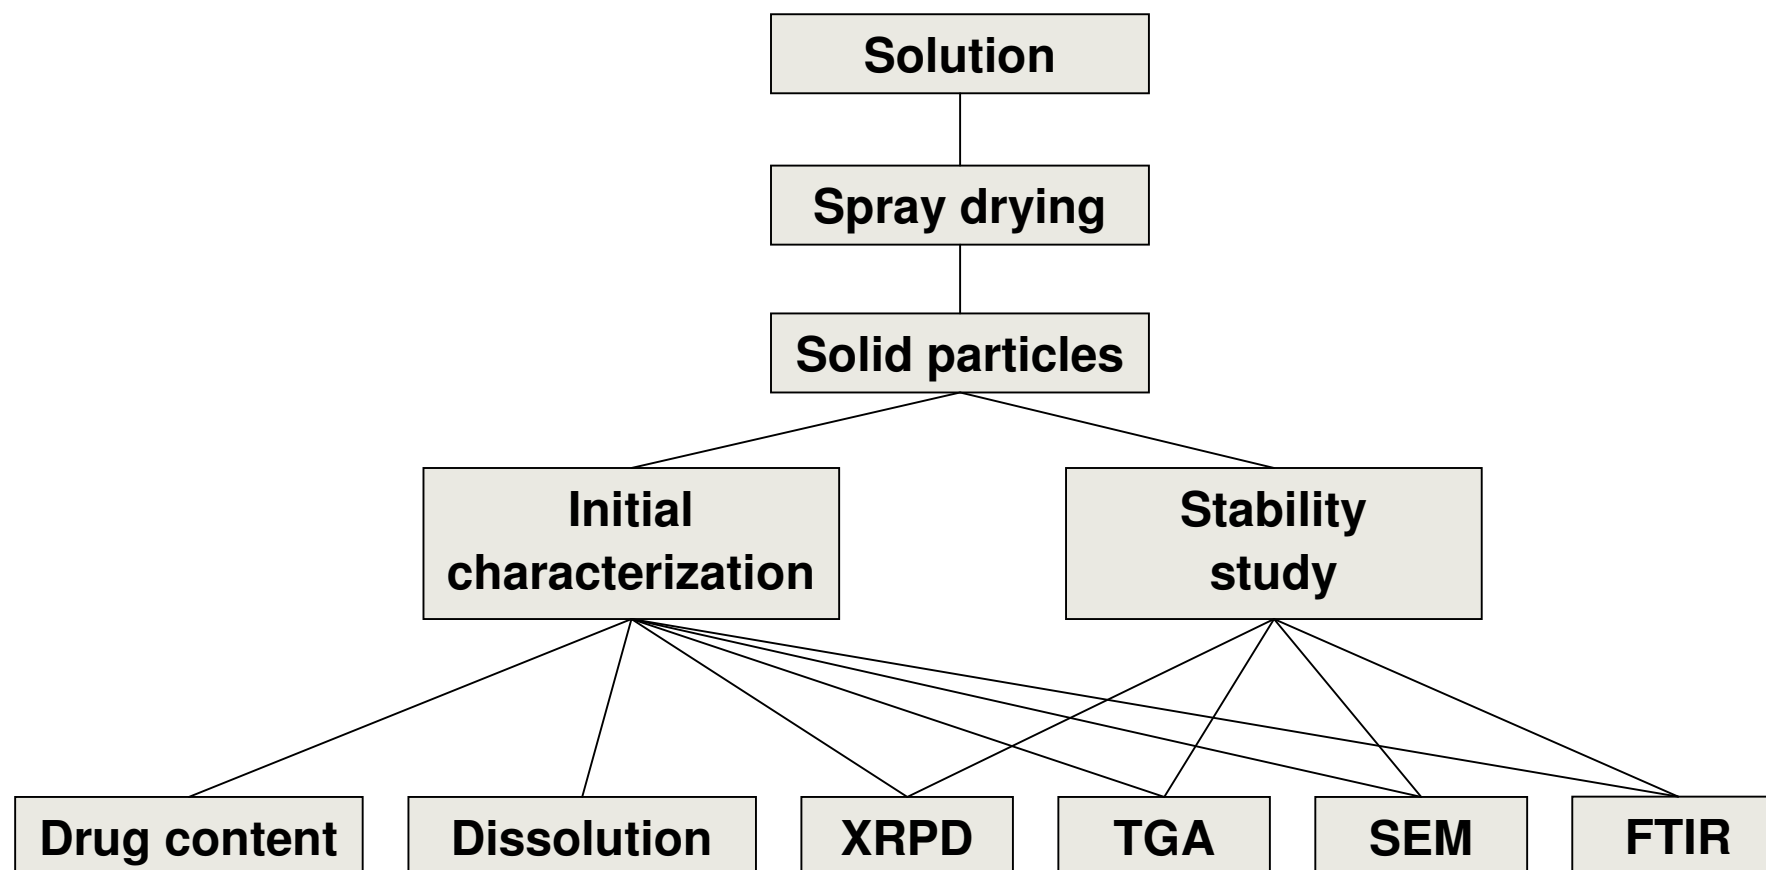 Solution
Spray drying
Solid particles
Initial
characterization
Stability
study
Drug content
Dissolution
XRPD
TGA
SEM
FTIR